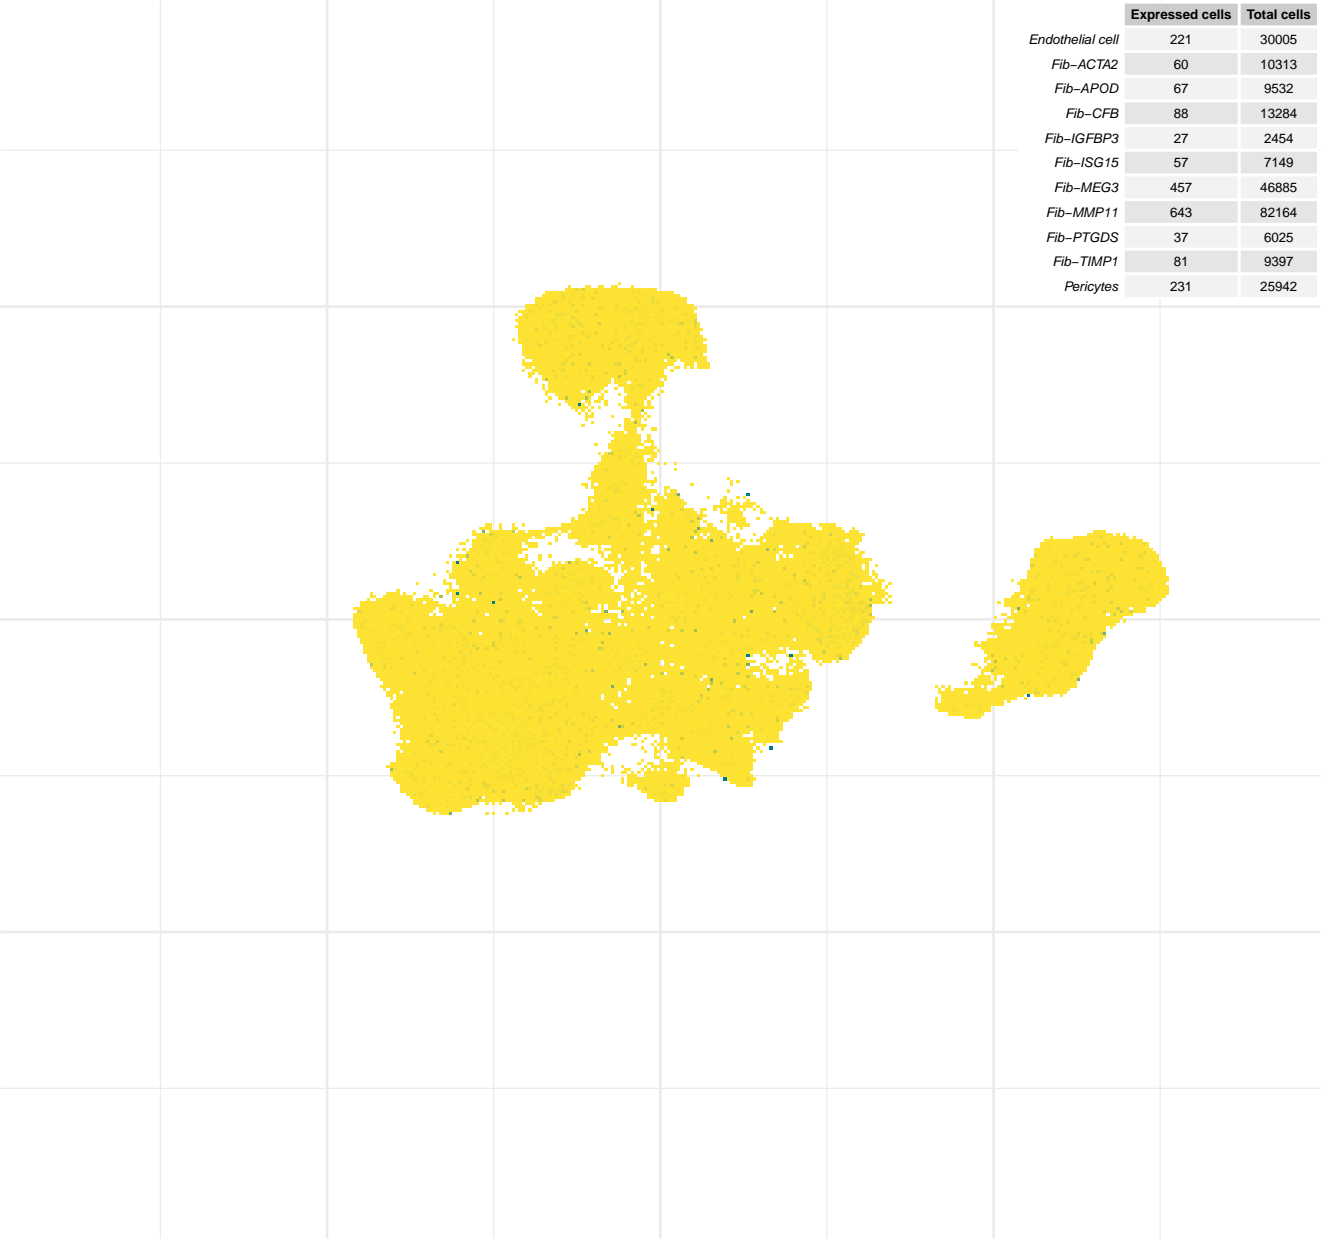 Expressed cells Total cells
Endothelial cell 221 30005
Fib−ACTA2 60 10313
Fib−APOD 67 9532
Fib−CFB 88 13284
Fib−IGFBP3 27 2454
Fib−ISG15 57 7149
Fib−MEG3 457 46885
Fib−MMP11 643 82164
Fib−PTGDS 37 6025
Fib−TIMP1 81 9397
Pericytes 231 25942